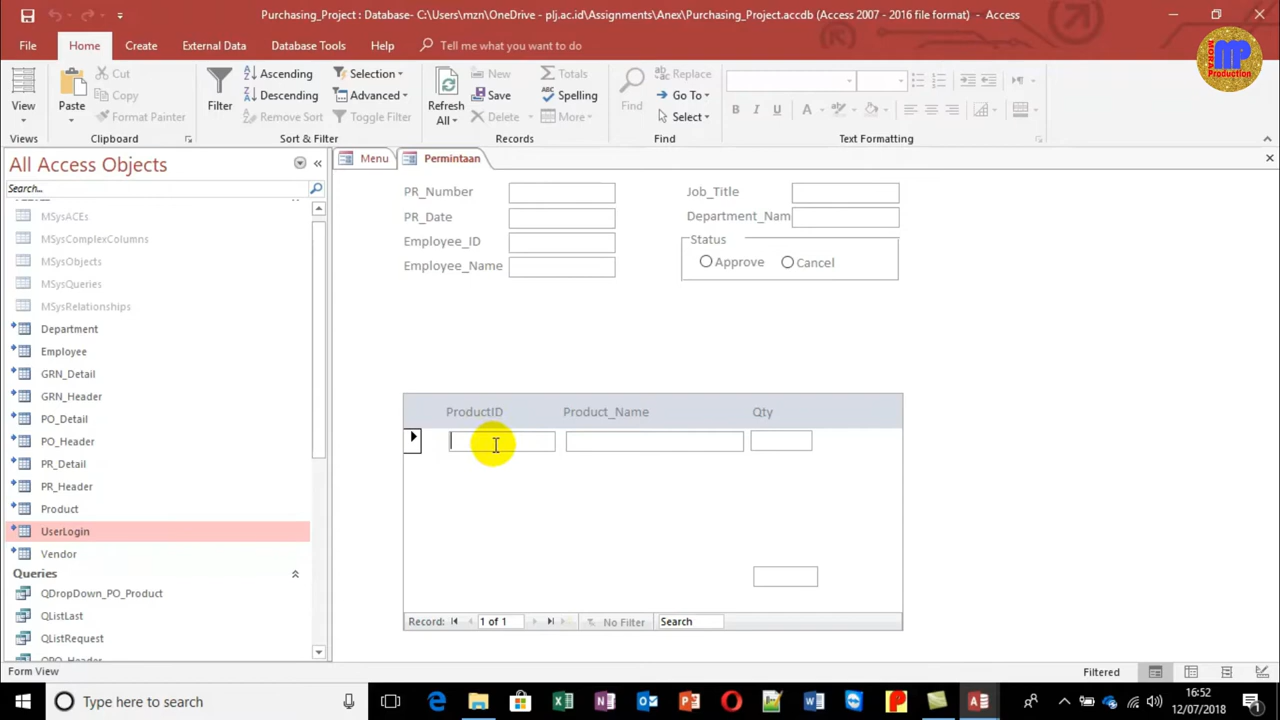 Purchasing_Project : Database- C:\Users\mzn\OneDrive - plj.ac.id\Assignments\Anex\Purchasing_Project.accdb (Access 2007 - 2016 file format) - Access
File Home Create External Data Database Tools Help Tell me what you want to do
MORA
MP
Production
View
Views
Paste
Cut
Copy
Format Painter
Clipboard
Filter
Ascending
Descending
Remove Sort
Selection
Advanced
Toggle Filter
Sort & Filter
Refresh
All
New
Save
Delete
Totals
Spelling
More
Records
Find
Replace
Go To
Select
Find
B I U A
Text Formatting
All Access Objects
Search...
MSysACEs
MSysComplexColumns
MSysObjects
MSysQueries
MSysRelationships
Department
Employee
GRN_Detail
GRN_Header
PO_Detail
PO_Header
PR_Detail
PR_Header
Product
UserLogin
Vendor
Queries
QDropDown_PO_Product
QListLast
QListRequest
Menu Permintaan
PR_Number
PR_Date
Employee_ID
Employee_Name
Job_Title
Department_Nam
Status
Approve Cancel
ProductID Product_Name Qty
Record: 1 of 1 No Filter Search
Form View
Filtered
Type here to search
16:52
12/07/2018